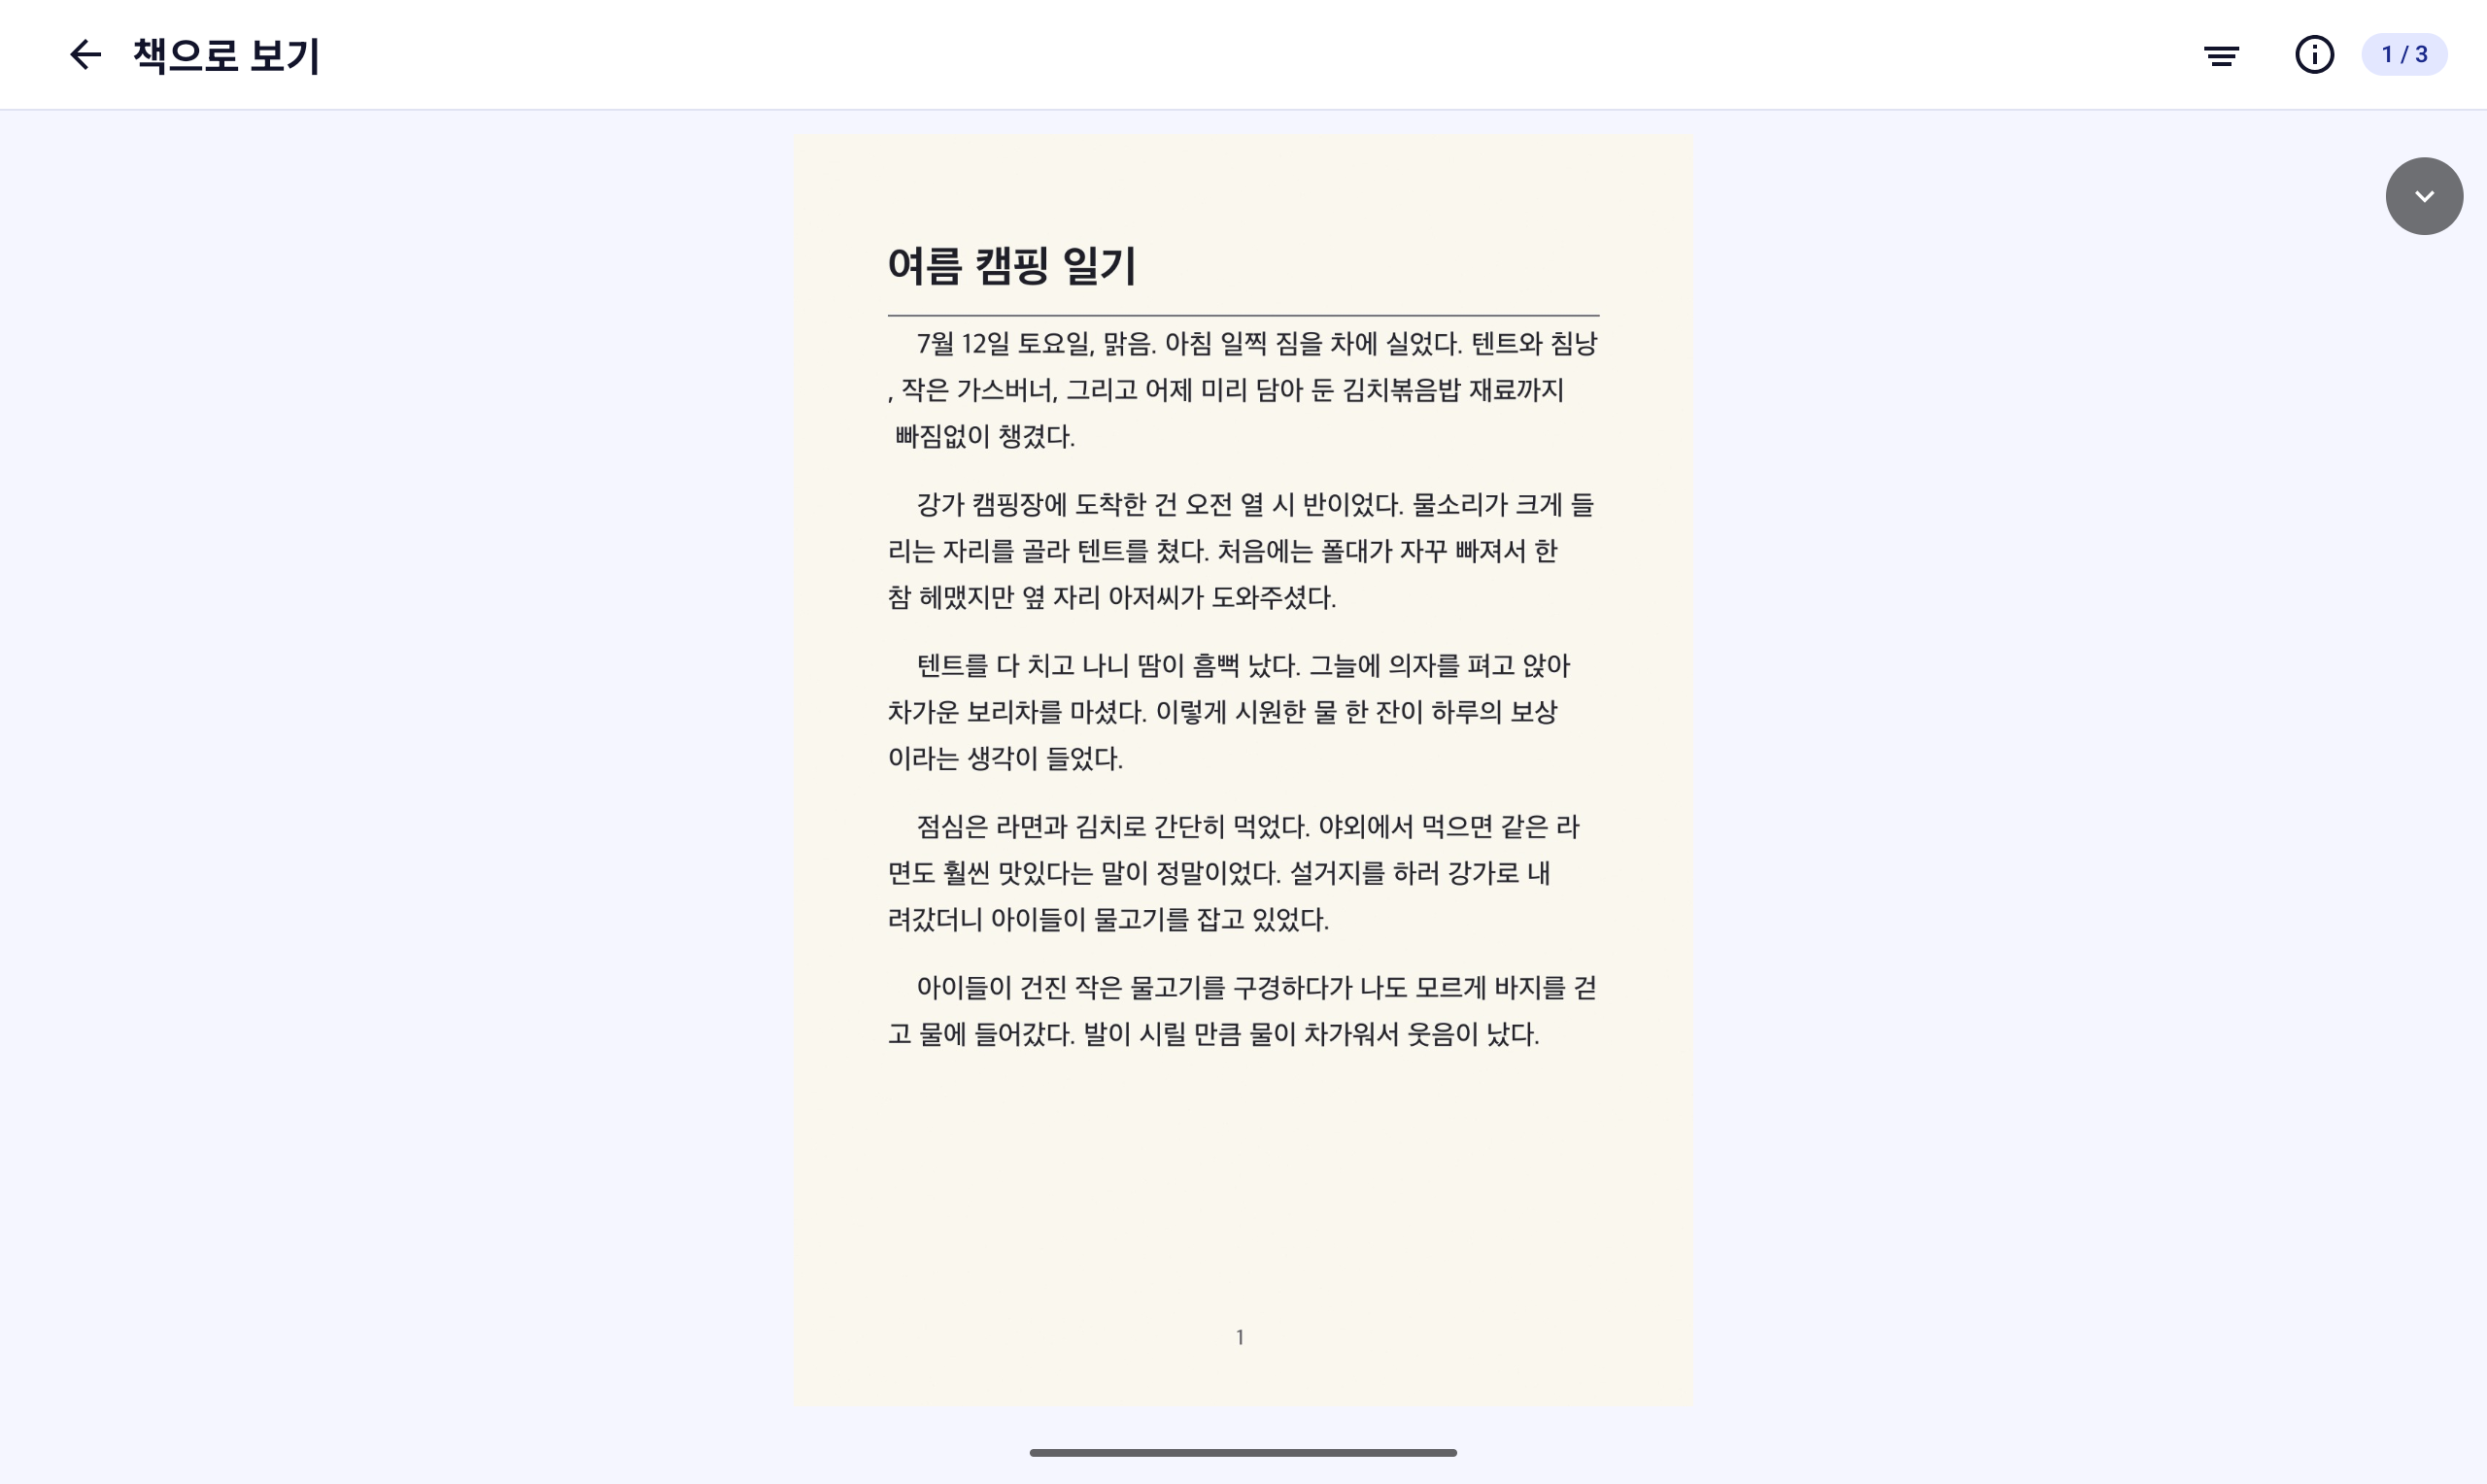 책으로 보기
1 / 3
여름 캠핑 일기
7월 12일 토요일, 맑음. 아침 일찍 짐을 차에 실었다. 텐트와 침낭
, 작은 가스버너, 그리고 어제 미리 담아 둔 김치볶음밥 재료까지
빠짐없이 챙겼다.
강가 캠핑장에 도착한 건 오전 열 시 반이었다. 물소리가 크게 들
리는 자리를 골라 텐트를 쳤다. 처음에는 폴대가 자꾸 빠져서 한
참 헤맸지만 옆 자리 아저씨가 도와주셨다.
텐트를 다 치고 나니 땀이 흠뻑 났다. 그늘에 의자를 펴고 앉아
차가운 보리차를 마셨다. 이렇게 시원한 물 한 잔이 하루의 보상
이라는 생각이 들었다.
점심은 라면과 김치로 간단히 먹었다. 야외에서 먹으면 같은 라
면도 훨씬 맛있다는 말이 정말이었다. 설거지를 하러 강가로 내
려갔더니 아이들이 물고기를 잡고 있었다.
아이들이 건진 작은 물고기를 구경하다가 나도 모르게 바지를 걷
고 물에 들어갔다. 발이 시릴 만큼 물이 차가워서 웃음이 났다.
1